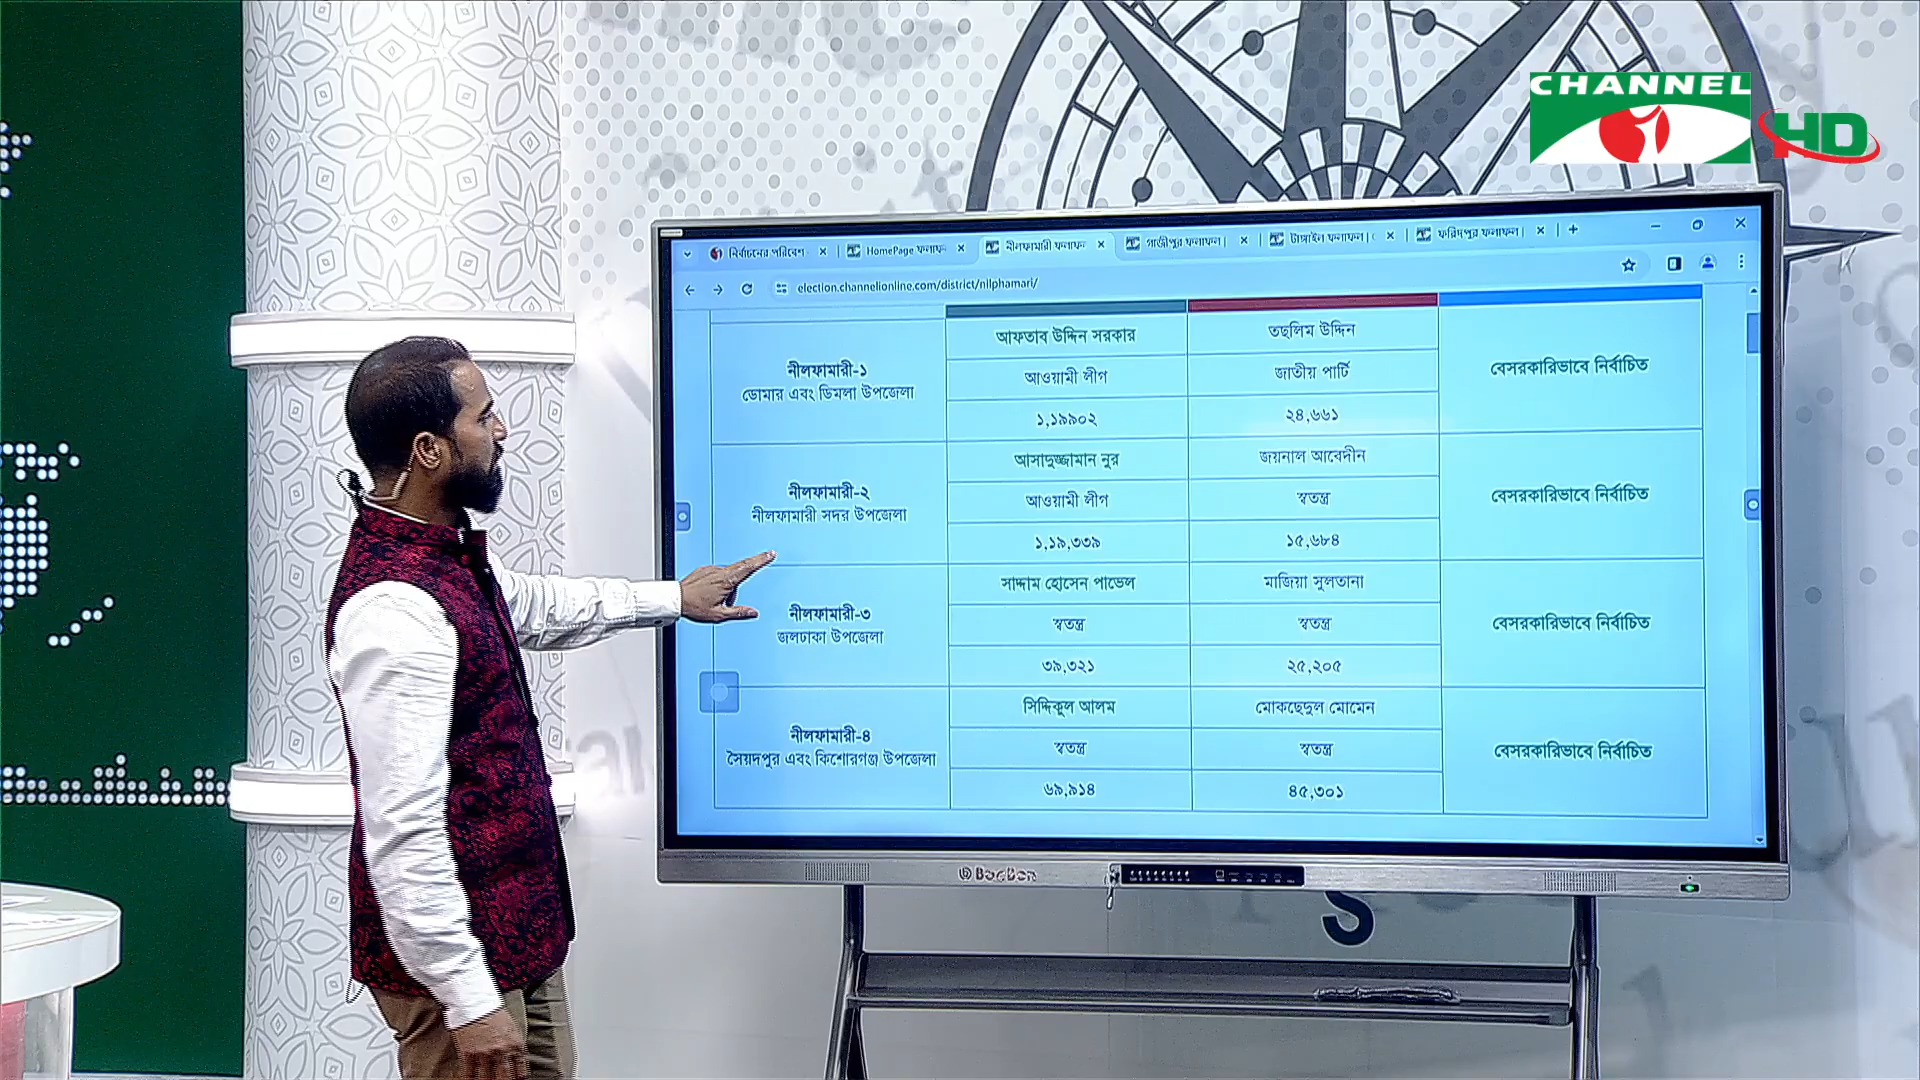 CHANNEL
HD
নির্বাচনের পরিবেশ
HomePage ফলাফ
নীলফামারী ফলাফ
গাজীপুর ফলাফল |
টাঙ্গাইল ফলাফল |
ফরিদপুর ফলাফল |
election.channelionline.com/district/nilphamari/
নীলফামারী-১
ডোমার এবং ডিমলা উপজেলা
আফতাব উদ্দিন সরকার
আওয়ামী লীগ
১,১৯৯০২
তছলিম উদ্দিন
জাতীয় পার্টি
২৪,৬৬১
বেসরকারিভাবে নির্বাচিত
নীলফামারী-২
নীলফামারী সদর উপজেলা
আসাদুজ্জামান নুর
আওয়ামী লীগ
১,১৯,৩৩৯
জয়নাল আবেদীন
স্বতন্ত্র
১৫,৬৮৪
বেসরকারিভাবে নির্বাচিত
নীলফামারী-৩
জলঢাকা উপজেলা
সাদ্দাম হোসেন পাভেল
স্বতন্ত্র
৩৯,৩২১
মার্জিয়া সুলতানা
স্বতন্ত্র
২৫,২০৫
বেসরকারিভাবে নির্বাচিত
নীলফামারী-৪
সৈয়দপুর এবং কিশোরগঞ্জ উপজেলা
সিদ্দিকুল আলম
স্বতন্ত্র
৬৯,৯১৪
মোকছেদুল মোমেন
স্বতন্ত্র
৪৫,৩০১
বেসরকারিভাবে নির্বাচিত
S